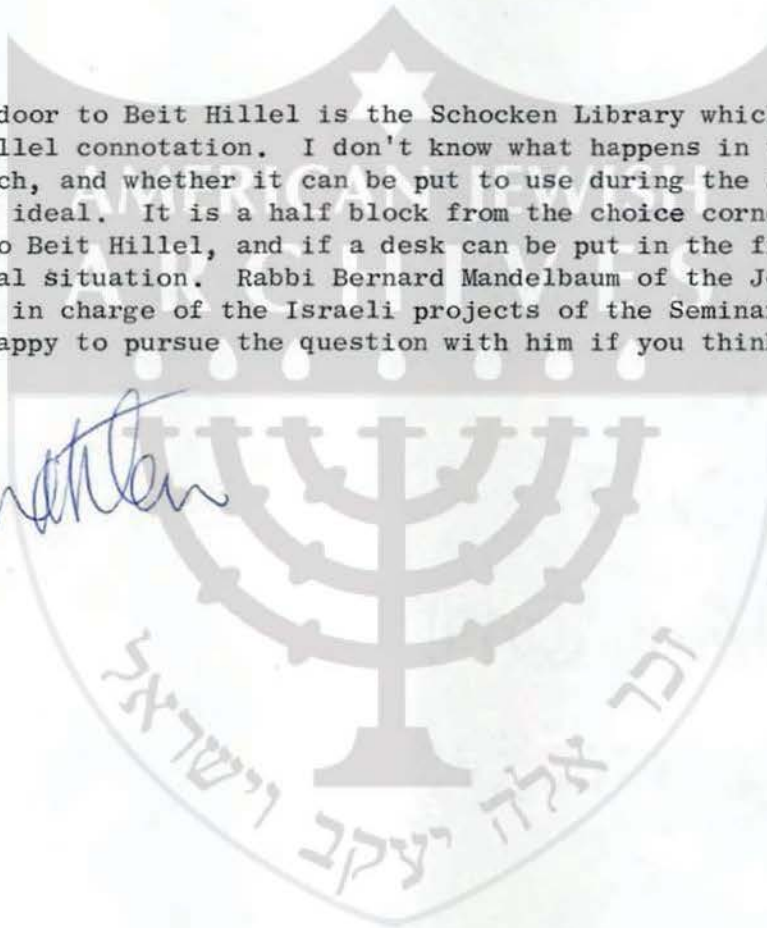 door to Beit Hillel is the Schocken Library whic
llel connotation. I don't know what happens in
ch, and whether it can be put to use during the
ideal. It is a half block from the choice corn
o Beit Hillel, and if a desk can be put in the f
al situation. Rabbi Bernard Mandelbaum of the J
in charge of the Israeli projects of the Semina
appy to pursue the question with him if you thin
AMERICAN JEWISH
ARCHIVES
זכר אלה יעקב וישראל